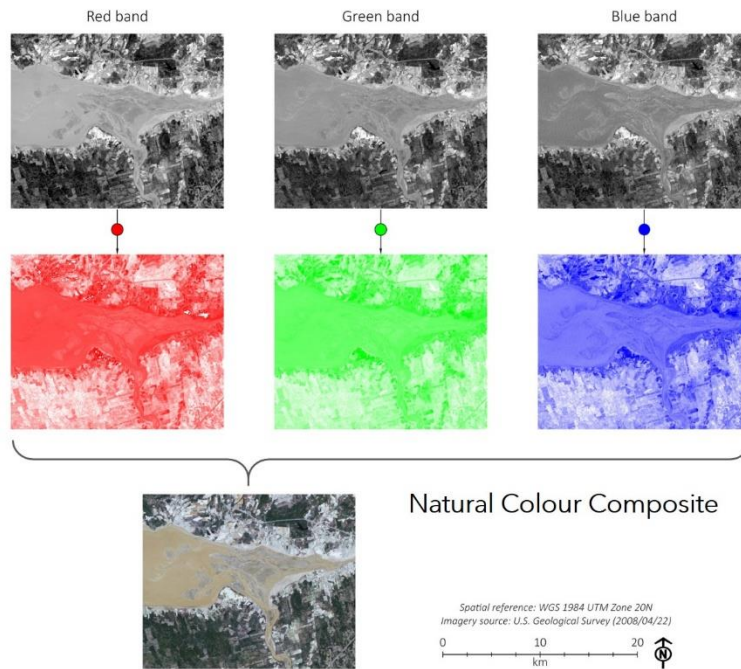 Red band
Green band
Blue band
Natural Colour Composite
Spatial reference: WGS 1984 UTM Zone 20N
Imagery source: U.S. Geological Survey (2008/04/22)
0 10 20
km
N